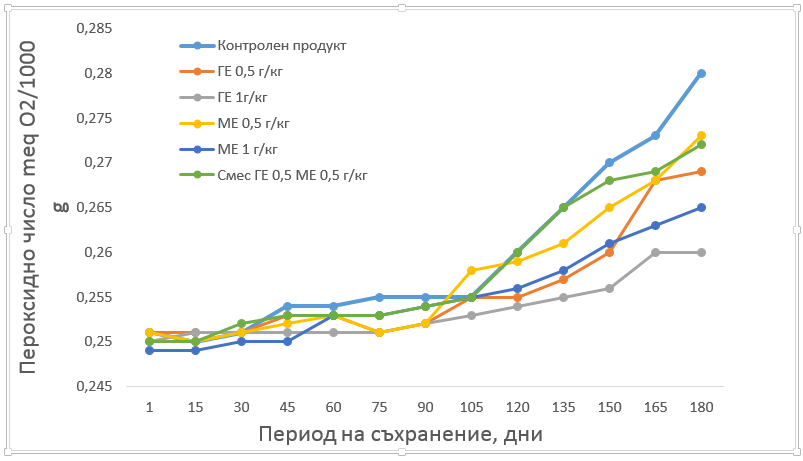 0,285
0,28
0,275
0,27
0,265
0,26
0,255
0,25
0,245
Пероксидно число meq O2/1000
g
Контролен продукт
ГЕ 0,5 г/кг
ГЕ 1г/кг
МЕ 0,5 г/кг
МЕ 1 г/кг
Смес ГЕ 0,5 МЕ 0,5 г/кг
1 15 30 45 60 75 90 105 120 135 150 165 180
Период на съхранение, дни